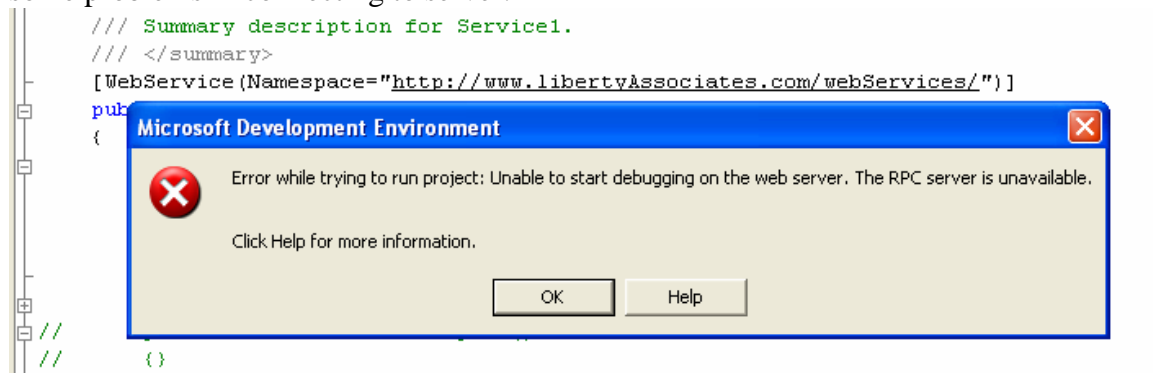 /// Summary description for Service1.
/// </summary>
[WebService(Namespace="http://www.libertyAssociates.com/webServices/")]
pub
{
Microsoft Development Environment
Error while trying to run project: Unable to start debugging on the web server. The RPC server is unavailable.
Click Help for more information.
OK Help
//
// {}